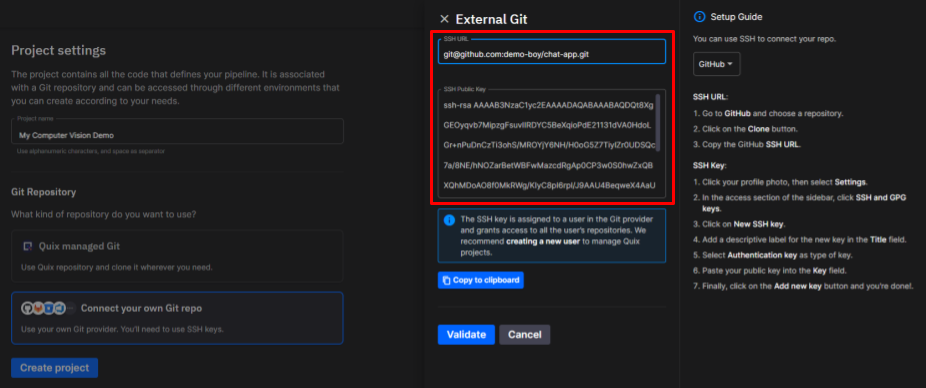 Project settings
The project contains all the code that defines your pipeline. It is associated
with a Git repository and can be accessed through different environments that
you can create according to your needs.
Project name
My Computer Vision Demo
Use alphanumeric characters, and space as separator
Git Repository
What kind of repository do you want to use?
Quix managed Git
Use Quix repository and clone it wherever you need.
Connect your own Git repo
Use your own Git provider. You'll need to use SSH keys.
Create project
External Git
SSH URL
git@github.com:demo-boy/chat-app.git
SSH Public Key
ssh-rsa AAAAB3NzaC1yc2EAAAADAQABAAABAQDQt8Xg
GEOyqvb7MipzgFsuvIIRDYC5BeXqioPdE21131dVA0HdoL
Gr+nPuDnCzTi3ohS/MROYjY6NH/H0oG5Z7TiyIZr0UDSQc
7a/8NE/hNOZarBetWBFwMazcdRgAp0CP3w0S0hwZxQB
XQhMDoAO8f0MkRWg/KlyC8pI6rpl/J9AAU4BeqweX4AaU
The SSH key is assigned to a user in the Git provider
and grants access to all the user's repositories. We
recommend creating a new user to manage Quix
projects.
Copy to clipboard
Validate
Cancel
Setup Guide
You can use SSH to connect your repo.
GitHub
SSH URL:
1. Go to GitHub and choose a repository.
2. Click on the Clone button.
3. Copy the GitHub SSH URL.
SSH Key:
1. Click your profile photo, then select Settings.
2. In the access section of the sidebar, click SSH and GPG
keys.
3. Click on New SSH key.
4. Add a descriptive label for the new key in the Title field.
5. Select Authentication key as type of key.
6. Paste your public key into the Key field.
7. Finally, click on the Add new key button and you're done!.